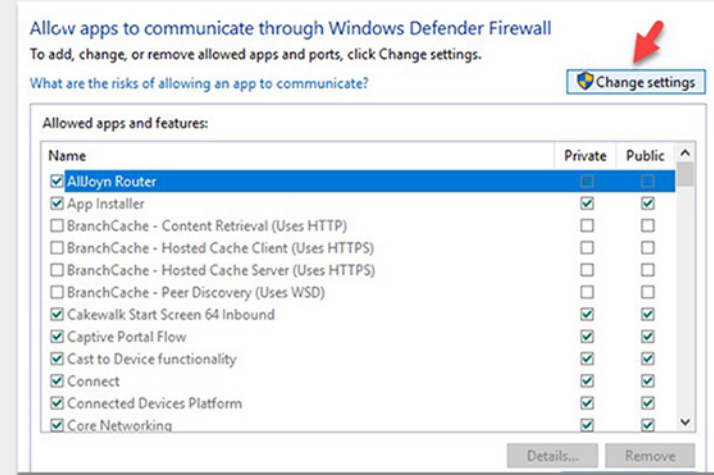 Allow apps to communicate through Windows Defender Firewall
To add, change, or remove allowed apps and ports, click Change settings.
What are the risks of allowing an app to communicate?
Change settings
Allowed apps and features:
Name Private Public
AllJoyn Router
App Installer
BranchCache - Content Retrieval (Uses HTTP)
BranchCache - Hosted Cache Client (Uses HTTPS)
BranchCache - Hosted Cache Server (Uses HTTPS)
BranchCache - Peer Discovery (Uses WSD)
Cakewalk Start Screen 64 Inbound
Captive Portal Flow
Cast to Device functionality
Connect
Connected Devices Platform
Core Networking
Details... Remove